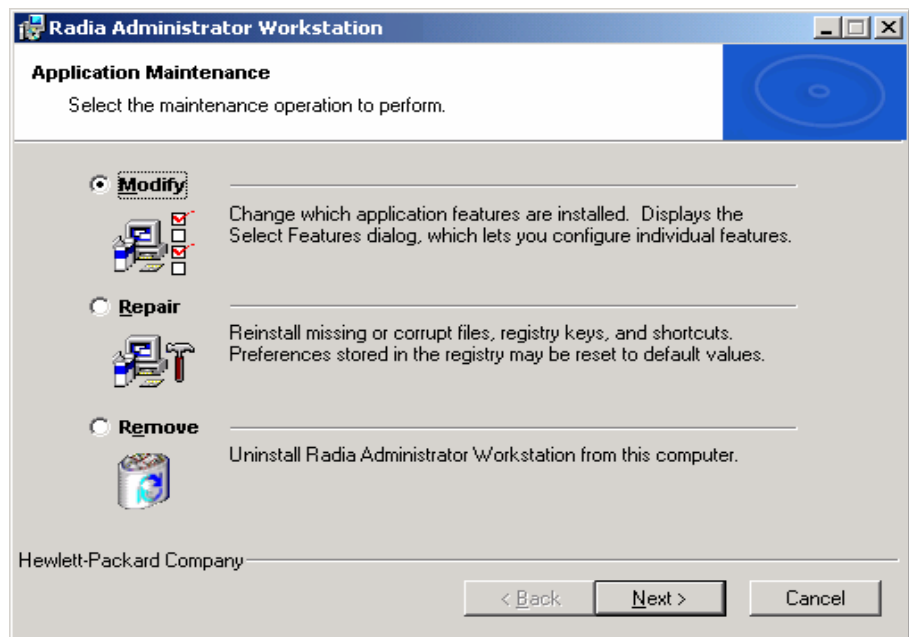 Radia Administrator Workstation
Application Maintenance
Select the maintenance operation to perform.
Modify
Change which application features are installed. Displays the
Select Features dialog, which lets you configure individual features.
Repair
Reinstall missing or corrupt files, registry keys, and shortcuts.
Preferences stored in the registry may be reset to default values.
Remove
Uninstall Radia Administrator Workstation from this computer.
Hewlett-Packard Company
< Back Next > Cancel